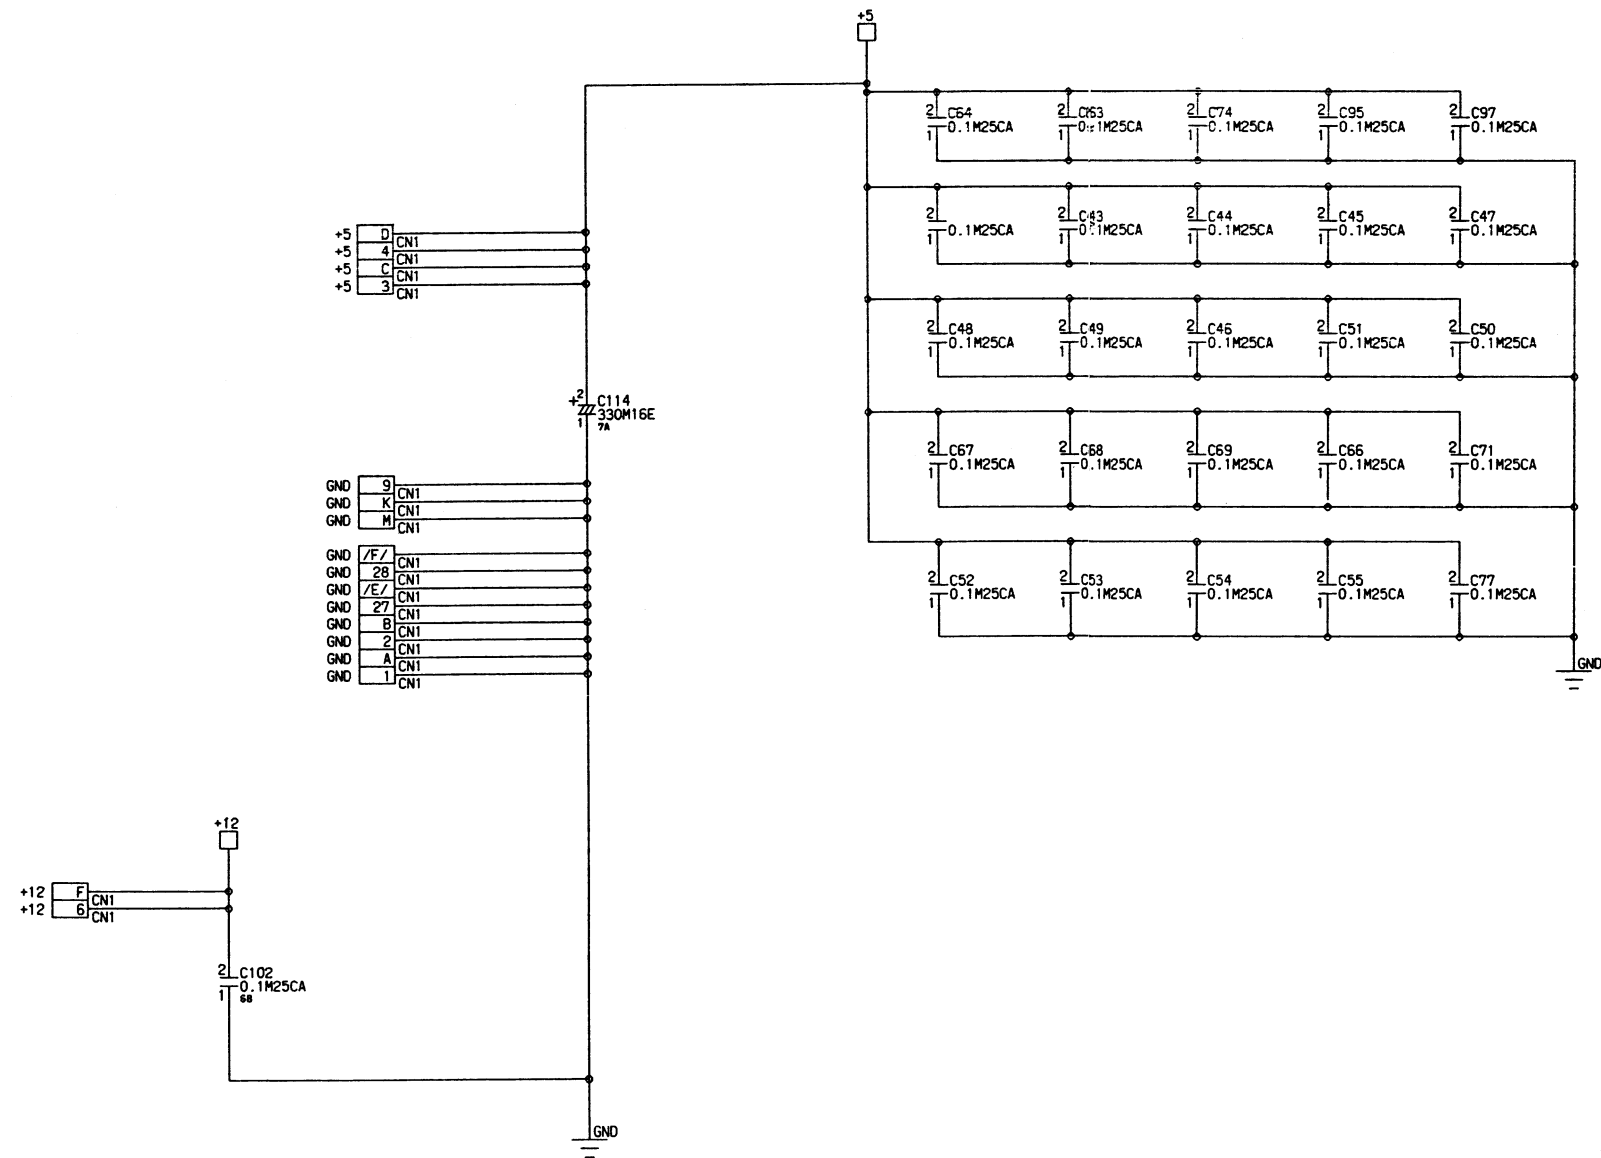 +5
2 C64
0.1M25CA
1
2 C63
0.1M25CA
1
2 C74
0.1M25CA
1
2 C95
0.1M25CA
1
2 C97
0.1M25CA
1
2
0.1M25CA
1
2 C43
0.1M25CA
1
2 C44
0.1M25CA
1
2 C45
0.1M25CA
1
2 C47
0.1M25CA
1
+5 D CN1
+5 4 CN1
+5 C CN1
+5 3 CN1
2 C48
0.1M25CA
1
2 C49
0.1M25CA
1
2 C46
0.1M25CA
1
2 C51
0.1M25CA
1
2 C50
0.1M25CA
1
+2 C114
330M16E
1 7A
2 C67
0.1M25CA
1
2 C68
0.1M25CA
1
2 C69
0.1M25CA
1
2 C66
0.1M25CA
1
2 C71
0.1M25CA
1
GND 9 CN1
GND K CN1
GND M CN1
GND /F/ CN1
GND 28 CN1
GND /E/ CN1
GND 27 CN1
GND B CN1
GND 2 CN1
GND A CN1
GND 1 CN1
2 C52
0.1M25CA
1
2 C53
0.1M25CA
1
2 C54
0.1M25CA
1
2 C55
0.1M25CA
1
2 C77
0.1M25CA
1
GND
+12
+12 F CN1
+12 6 CN1
2 C102
0.1M25CA
1 6B
GND